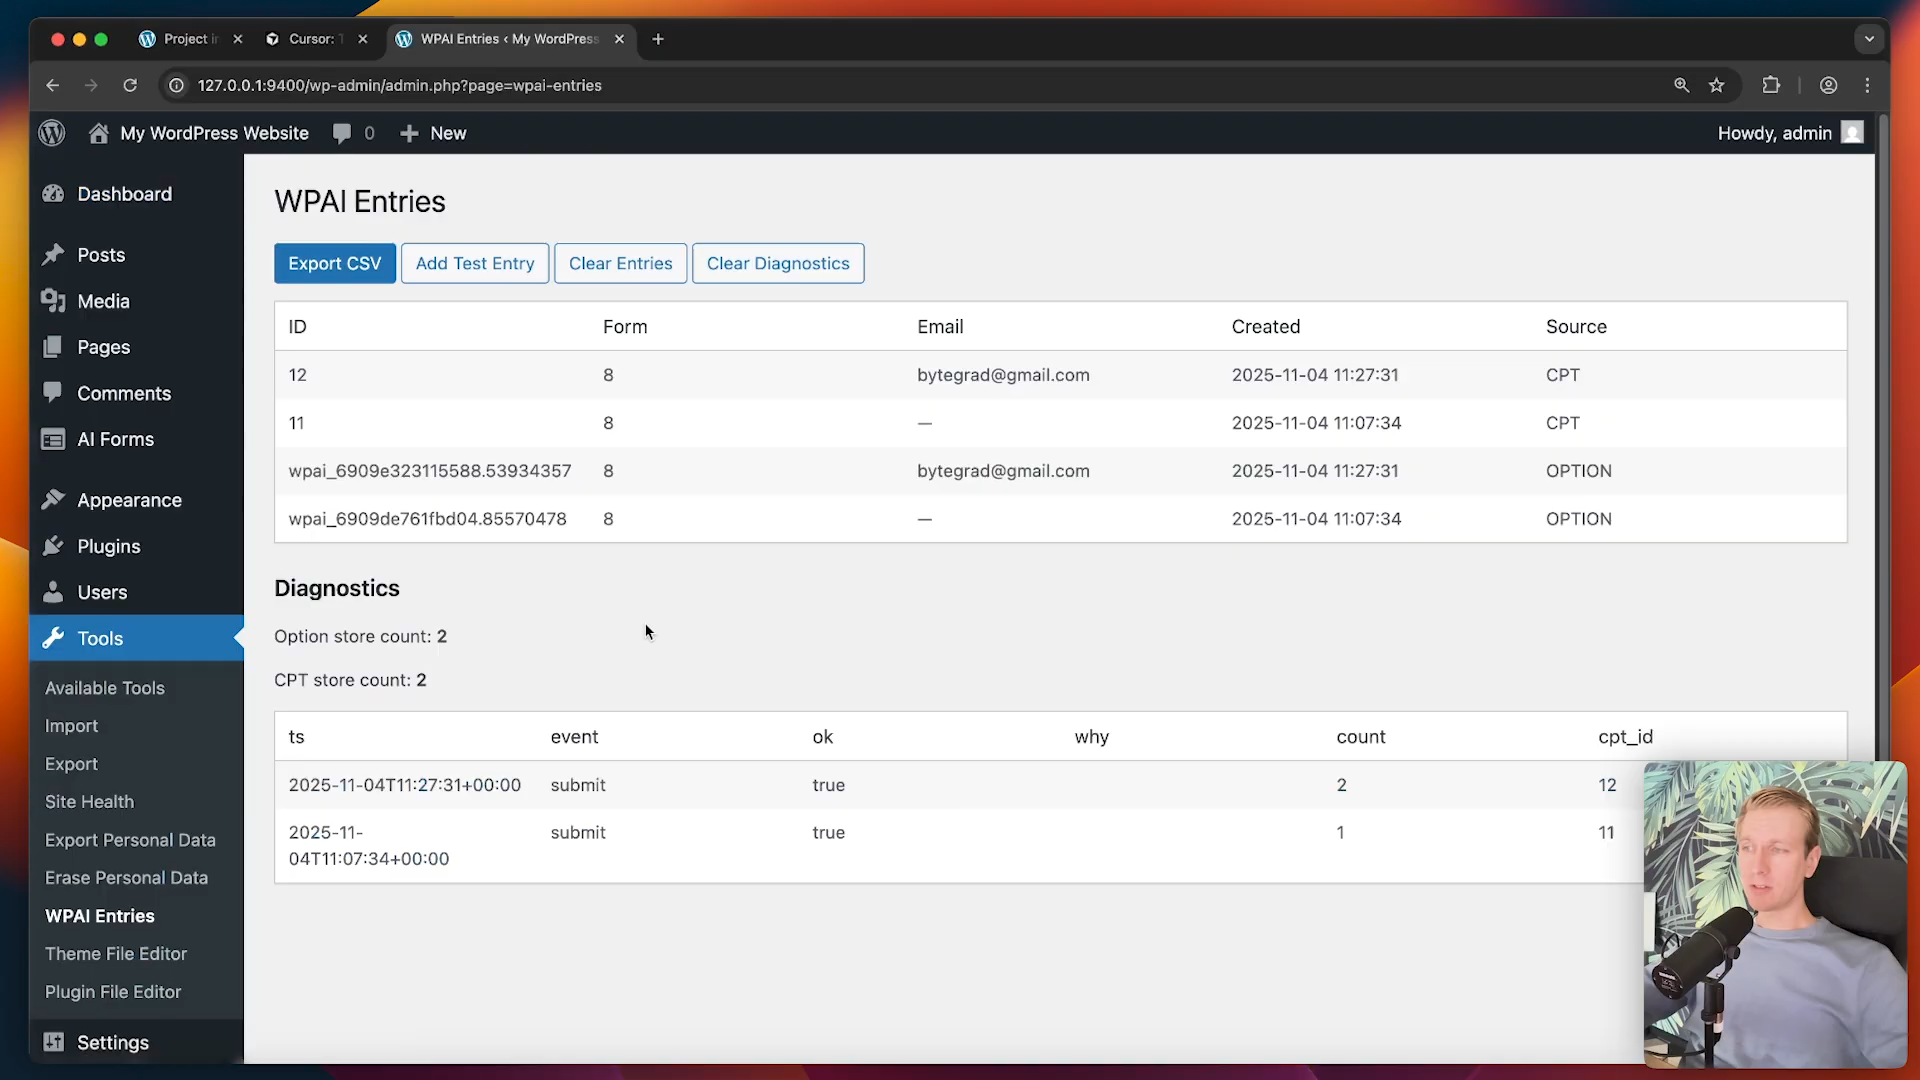 Project in
Cursor: T
WPAI Entries ‹ My WordPress
127.0.0.1:9400/wp-admin/admin.php?page=wpai-entries
My WordPress Website
0
New
Howdy, admin
Dashboard
Posts
Media
Pages
Comments
AI Forms
Appearance
Plugins
Users
Tools
Available Tools
Import
Export
Site Health
Export Personal Data
Erase Personal Data
WPAI Entries
Theme File Editor
Plugin File Editor
Settings
WPAI Entries
Export CSV Add Test Entry Clear Entries Clear Diagnostics
ID Form Email Created Source
12 8 bytegrad@gmail.com 2025-11-04 11:27:31 CPT
11 8 — 2025-11-04 11:07:34 CPT
wpai_6909e323115588.53934357 8 bytegrad@gmail.com 2025-11-04 11:27:31 OPTION
wpai_6909de761fbd04.85570478 8 — 2025-11-04 11:07:34 OPTION
Diagnostics
Option store count: 2
CPT store count: 2
ts event ok why count cpt_id
2025-11-04T11:27:31+00:00 submit true 2 12
2025-11- submit true 1 11
04T11:07:34+00:00